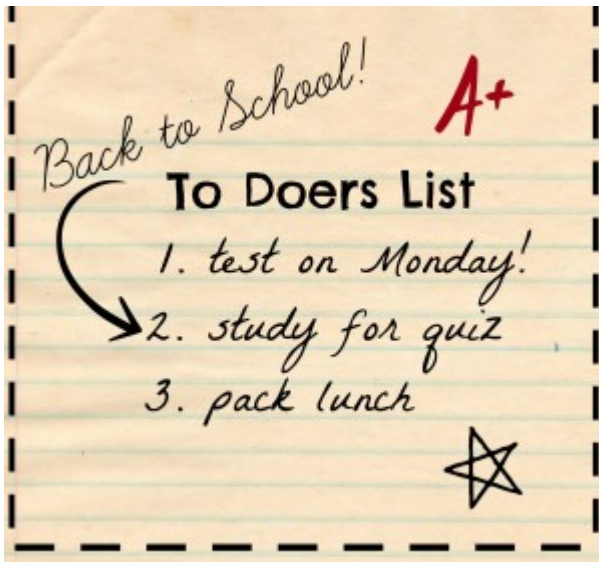 Back to School!
A+
To Doers List
1. test on Monday!
2. study for quiz
3. pack lunch